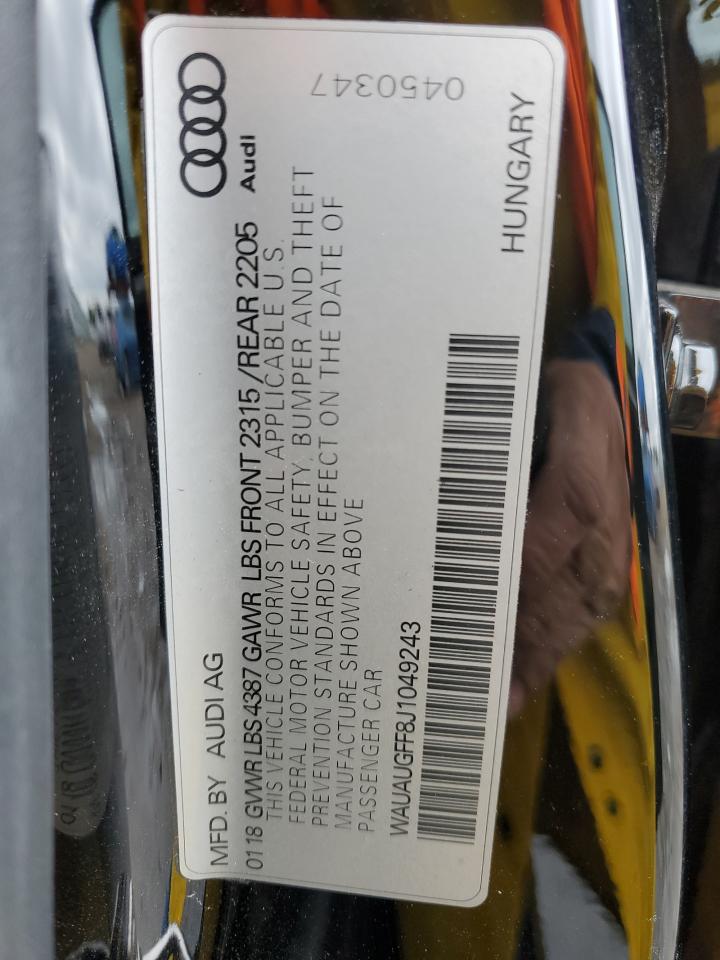 MFD. BY AUDI AG
0118 GVWR LBS 4387 GAWR LBS FRONT 2315 /REAR 2205
THIS VEHICLE CONFORMS TO ALL APPLICABLE U.S.
FEDERAL MOTOR VEHICLE SAFETY, BUMPER AND THEFT
PREVENTION STANDARDS IN EFFECT ON THE DATE OF
MANUFACTURE SHOWN ABOVE
PASSENGER CAR
WAUAUGFF8J1049243
Audi
HUNGARY
0450347